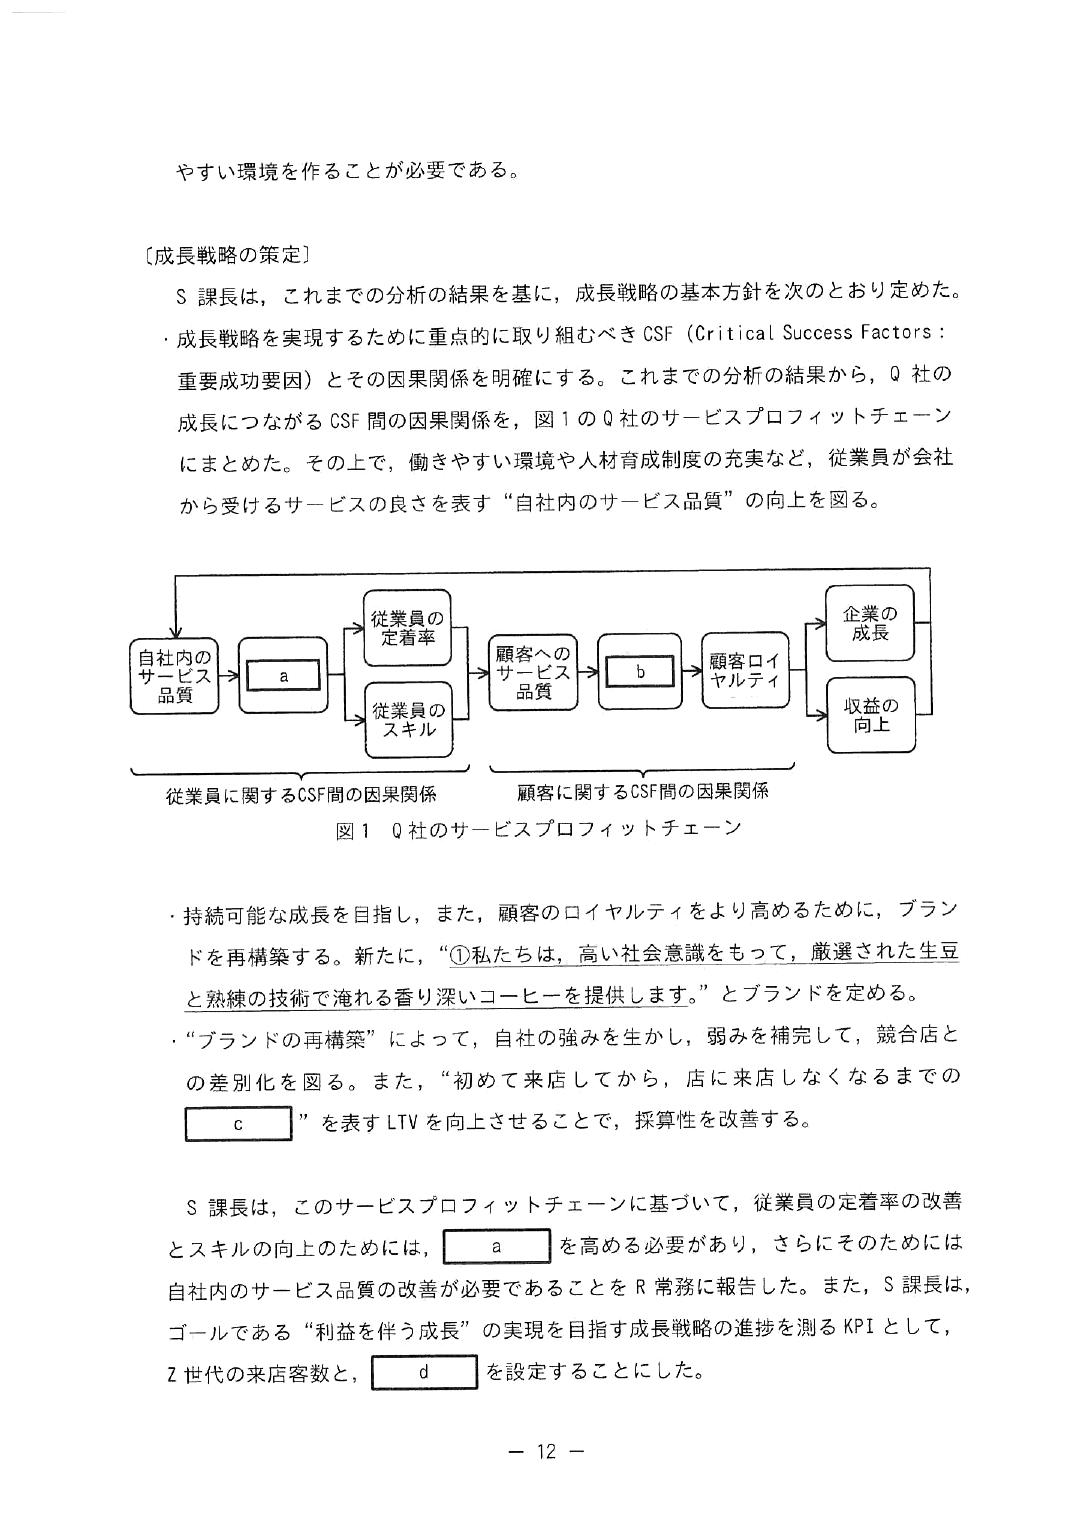 やすい環境を作ることが必要である。
〔成長戦略の策定〕
S 課長は，これまでの分析の結果を基に，成長戦略の基本方針を次のとおり定めた。
・成長戦略を実現するために重点的に取り組むべき CSF（Critical Success Factors：
重要成功要因）とその因果関係を明確にする。これまでの分析の結果から，Q 社の
成長につながる CSF 間の因果関係を，図 1 の Q 社のサービスプロフィットチェーン
にまとめた。その上で，働きやすい環境や人材育成制度の充実など，従業員が会社
から受けるサービスの良さを表す“自社内のサービス品質”の向上を図る。
自社内の
サービス
品質
a
従業員の
定着率
従業員の
スキル
顧客への
サービス
品質
b
顧客ロイ
ヤルティ
企業の
成長
収益の
向上
従業員に関するCSF間の因果関係
顧客に関するCSF間の因果関係
図 1　Q 社のサービスプロフィットチェーン
・持続可能な成長を目指し，また，顧客のロイヤルティをより高めるために，ブラン
ドを再構築する。新たに，“①私たちは，高い社会意識をもって，厳選された生豆
と熟練の技術で淹れる香り深いコーヒーを提供します。”とブランドを定める。
・“ブランドの再構築”によって，自社の強みを生かし，弱みを補完して，競合店と
の差別化を図る。また，“初めて来店してから，店に来店しなくなるまでの
c ”を表す LTV を向上させることで，採算性を改善する。
S 課長は，このサービスプロフィットチェーンに基づいて，従業員の定着率の改善
とスキルの向上のためには， a を高める必要があり，さらにそのためには
自社内のサービス品質の改善が必要であることを R 常務に報告した。また，S 課長は，
ゴールである“利益を伴う成長”の実現を目指す成長戦略の進捗を測る KPI として，
Z 世代の来店客数と， d を設定することにした。
－ 12 －